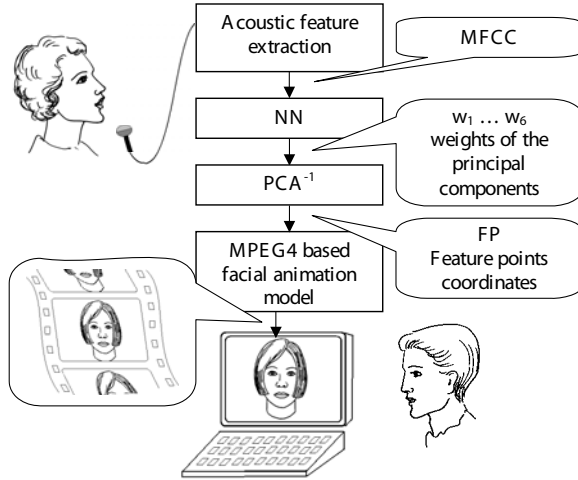 Acoustic feature
extraction
MFCC
NN
w₁ … w₆
weights of the
principal
components
PCA⁻¹
FP
Feature points
coordinates
MPEG4 based
facial animation
model